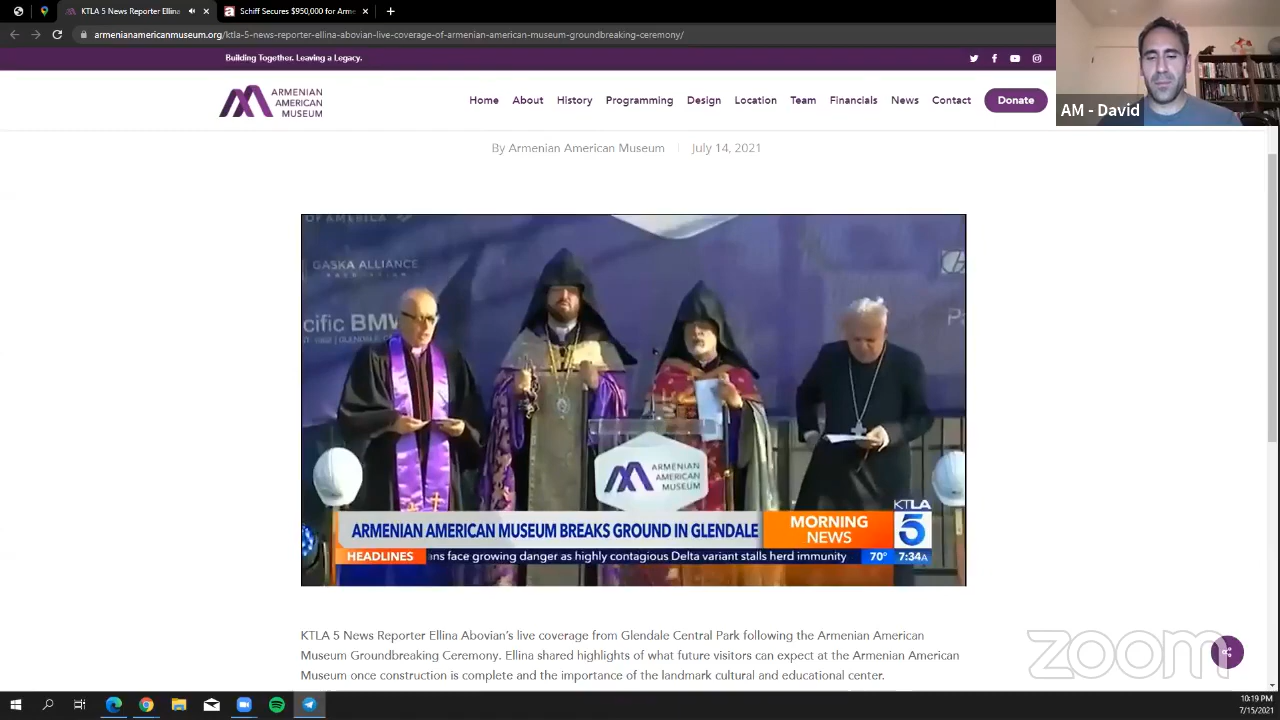 KTLA 5 News Reporter Ellina
Schiff Secures $950,000 for Arme
armenianamericanmuseum.org/ktla-5-news-reporter-ellina-abovian-live-coverage-of-armenian-american-museum-groundbreaking-ceremony/
Building Together. Leaving a Legacy.
ARMENIAN
AMERICAN
MUSEUM
Home About History Programming Design Location Team Financials News Contact Donate
AM - David
By Armenian American Museum July 14, 2021
OF AMERICA
GASKA ALLIANCE
cific BMW
ARMENIAN
AMERICAN
MUSEUM
KTLA
5
ARMENIAN AMERICAN MUSEUM BREAKS GROUND IN GLENDALE
MORNING
NEWS
HEADLINES ens face growing danger as highly contagious Delta variant stalls herd immunity 70° 7:34A
KTLA 5 News Reporter Ellina Abovian's live coverage from Glendale Central Park following the Armenian American
Museum Groundbreaking Ceremony. Ellina shared highlights of what future visitors can expect at the Armenian American
Museum once construction is complete and the importance of the landmark cultural and educational center.
zoom
10:19 PM
7/15/2021